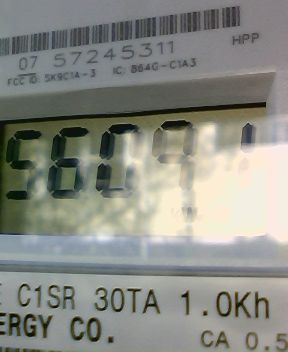 HPP
07 57245311
FCC ID: SK9C1A-3 IC: 864G-C1A3
56091
C1SR 30TA 1.0Kh
ERGY CO.
CA 0.5